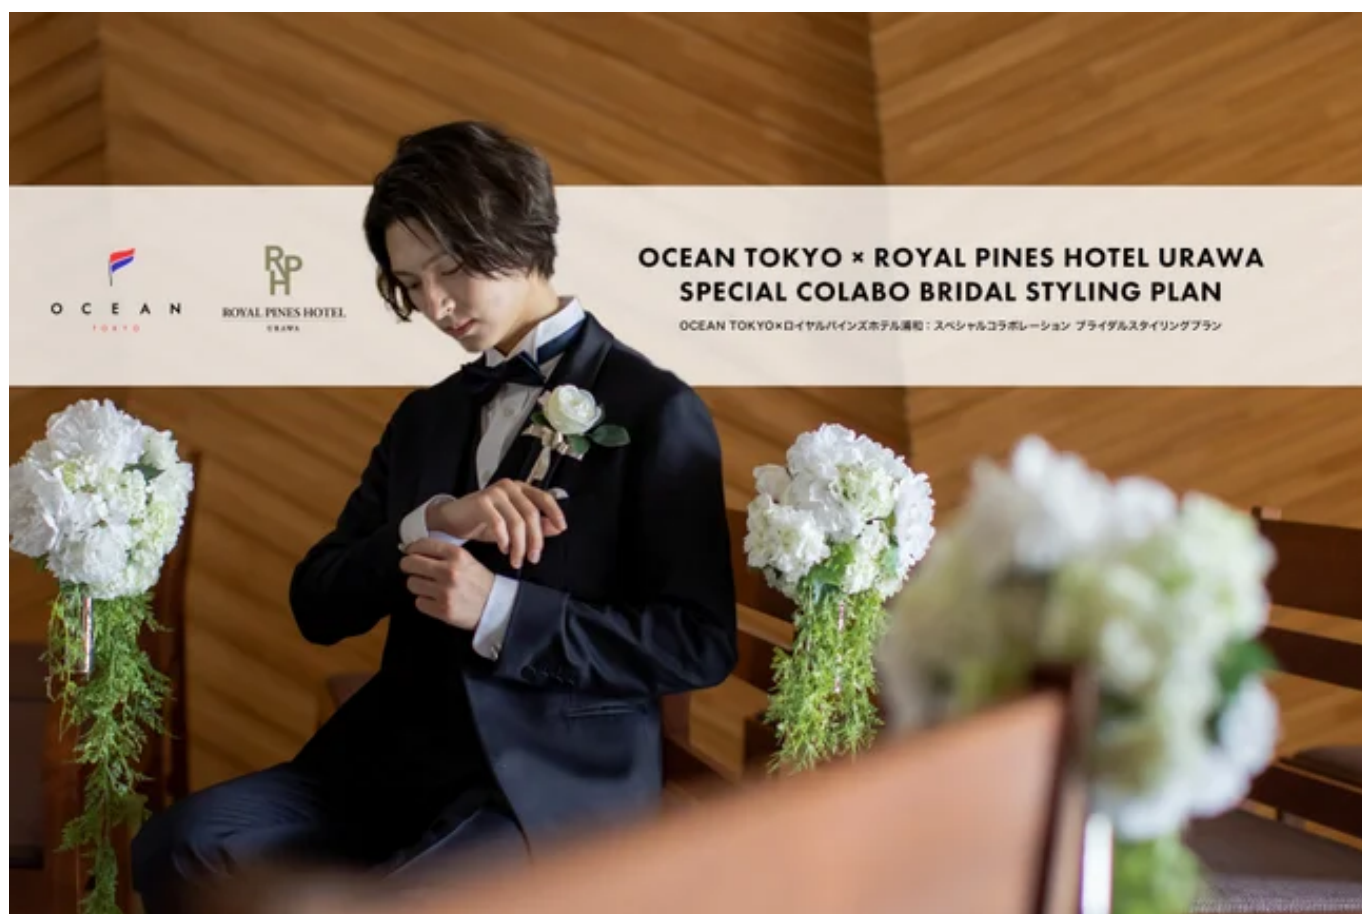 OCEAN
TOKYO
RPH
ROYAL PINES HOTEL
URAWA
OCEAN TOKYO × ROYAL PINES HOTEL URAWA
SPECIAL COLABO BRIDAL STYLING PLAN
OCEAN TOKYO×ロイヤルパインズホテル浦和：スペシャルコラボレーション ブライダルスタイリングプラン